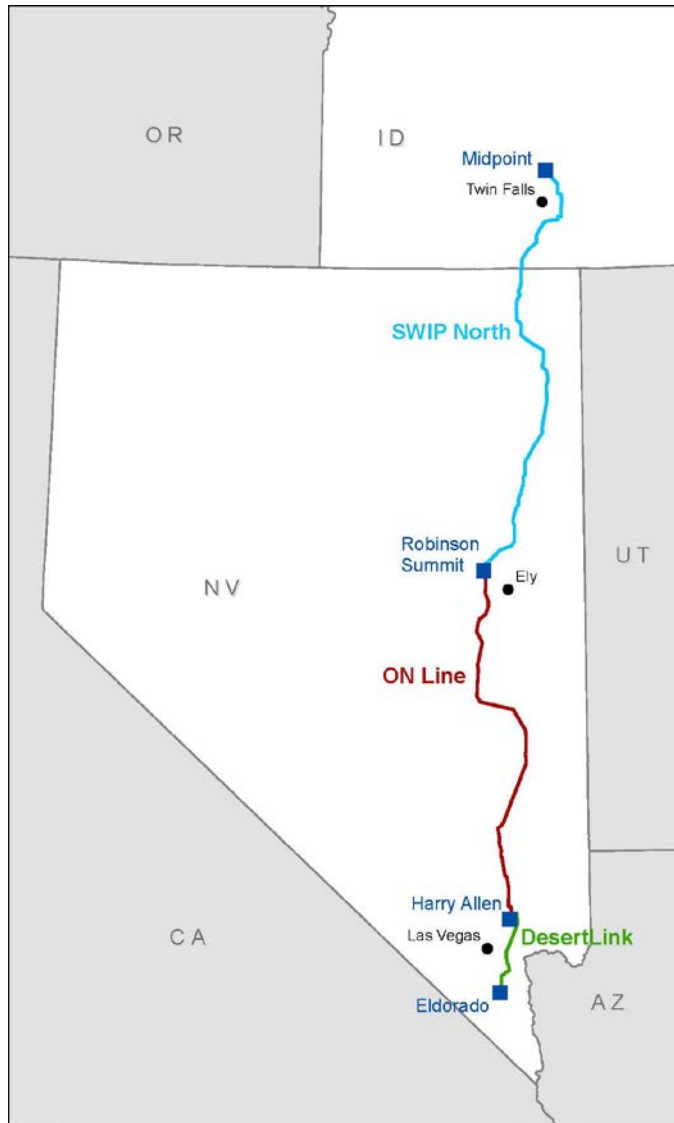 OR
ID
Midpoint
Twin Falls
SWIP North
Robinson
Summit
Ely
UT
NV
ON Line
Harry Allen
CA
Las Vegas
DesertLink
Eldorado
AZ